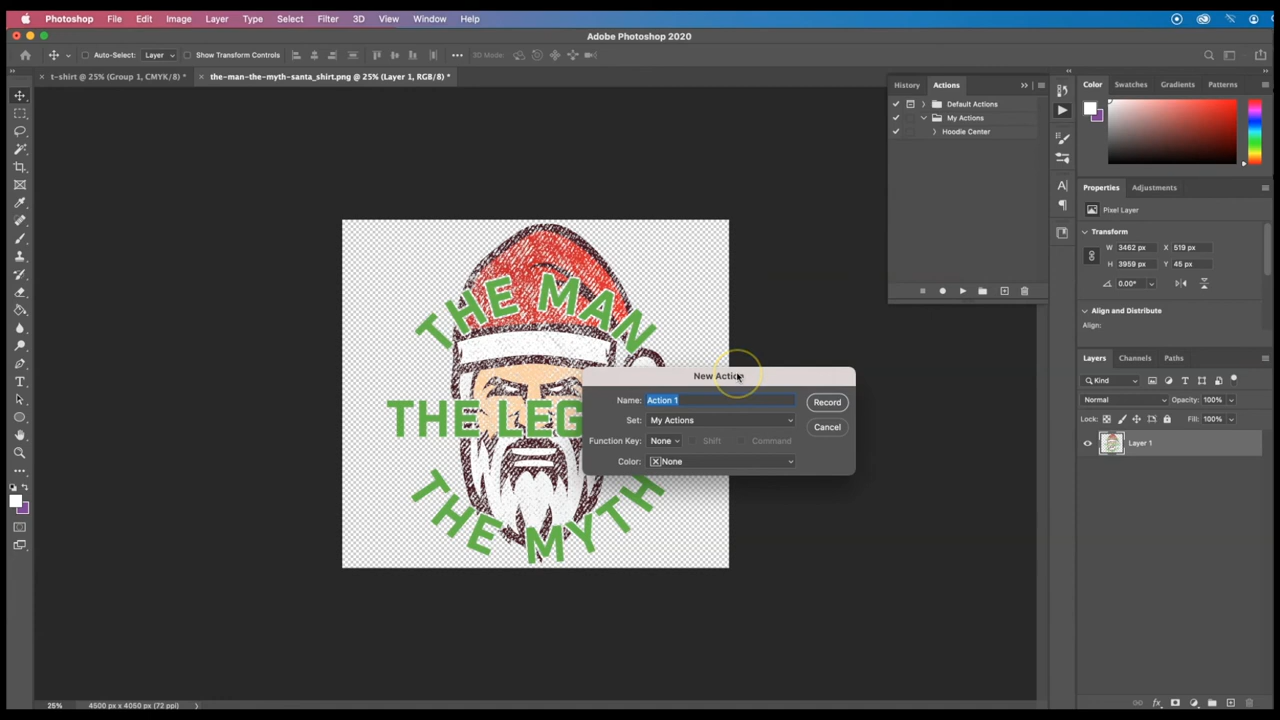 Photoshop File Edit Image Layer Type Select Filter 3D View Window Help
Adobe Photoshop 2020
Auto-Select: Layer Show Transform Controls 3D Mode:
t-shirt @ 25% (Group 1, CMYK/8) * the-man-the-myth-santa_shirt.png @ 25% (Layer 1, RGB/8) *
History Actions
Default Actions
My Actions
Hoodie Center
Color Swatches Gradients Patterns
Properties Adjustments
Pixel Layer
Transform
W 3462 px X 519 px
H 3959 px Y 45 px
0.00°
Align and Distribute
Align:
Layers Channels Paths
Kind
Normal Opacity: 100%
Lock: Fill: 100%
Layer 1
THE MAN
THE LEG
THE MYTH
New Action
Name: Action 1 Record
Set: My Actions Cancel
Function Key: None Shift Command
Color: None
25% 4500 px x 4050 px (72 ppi)